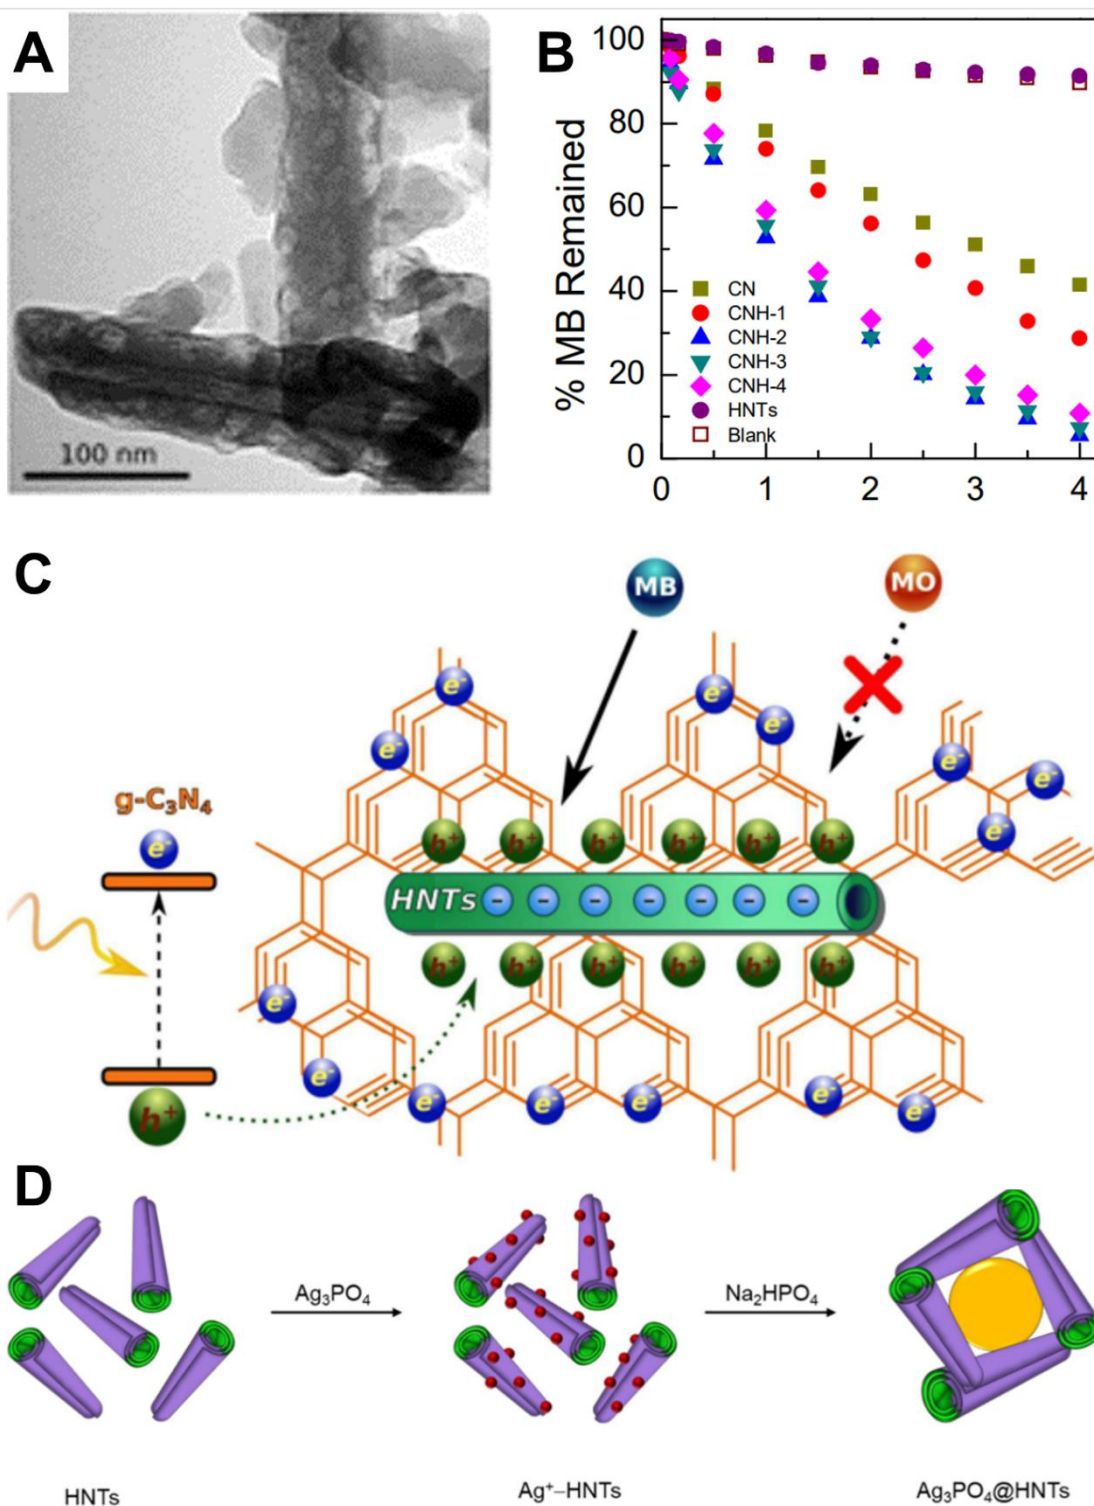 A
100 nm
B
% MB Remained
100
80
60
40
20
0
0 1 2 3 4
CN
CNH-1
CNH-2
CNH-3
CNH-4
HNTs
Blank
C
MB
MO
g-C₃N₄
e⁻
h⁺
HNTs
e⁻ e⁻ e⁻ e⁻ e⁻ e⁻ e⁻
h⁺ h⁺ h⁺ h⁺ h⁺ h⁺
- - - - - - -
h⁺ h⁺ h⁺ h⁺ h⁺ h⁺
e⁻ e⁻ e⁻ e⁻ e⁻ e⁻ e⁻
D
Ag₃PO₄
Na₂HPO₄
HNTs
Ag⁺–HNTs
Ag₃PO₄@HNTs